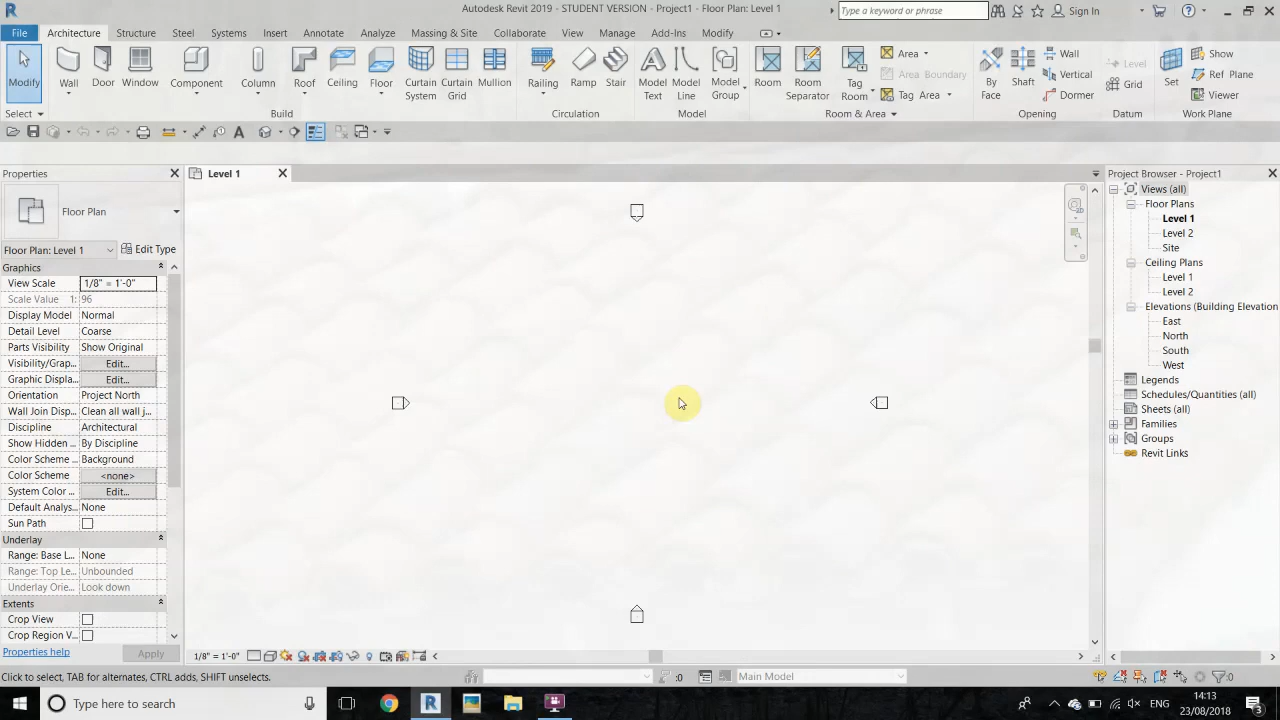 Autodesk Revit 2019 - STUDENT VERSION - Project1 - Floor Plan: Level 1
Type a keyword or phrase
Sign In
File Architecture Structure Steel Systems Insert Annotate Analyze Massing & Site Collaborate View Manage Add-Ins Modify
Modify
Wall
Door
Window
Component
Column
Roof
Ceiling
Floor
Curtain System
Curtain Grid
Mullion
Railing
Ramp
Stair
Model Text
Model Line
Model Group
Room
Room Separator
Tag Room
Area
Area Boundary
Tag Area
By Face
Shaft
Wall
Vertical
Dormer
Level
Grid
Set
Show
Ref Plane
Viewer
Select
Build
Circulation
Model
Room & Area
Opening
Datum
Work Plane
Properties
Floor Plan
Floor Plan: Level 1
Edit Type
Graphics
View Scale 1/8" = 1'-0"
Scale Value 1: 96
Display Model Normal
Detail Level Coarse
Parts Visibility Show Original
Visibility/Grap... Edit...
Graphic Displa... Edit...
Orientation Project North
Wall Join Disp... Clean all wall j...
Discipline Architectural
Show Hidden ... By Discipline
Color Scheme ... Background
Color Scheme <none>
System Color ... Edit...
Default Analys... None
Sun Path
Underlay
Range: Base L... None
Range: Top Le... Unbounded
Underlay Orie... Look down
Extents
Crop View
Crop Region V...
Properties help
Apply
Level 1
1/8" = 1'-0"
Project Browser - Project1
Views (all)
Floor Plans
Level 1
Level 2
Site
Ceiling Plans
Level 1
Level 2
Elevations (Building Elevation
East
North
South
West
Legends
Schedules/Quantities (all)
Sheets (all)
Families
Groups
Revit Links
Click to select, TAB for alternates, CTRL adds, SHIFT unselects.
:0
Main Model
:0
Type here to search
ENG
14:13
23/08/2018
3